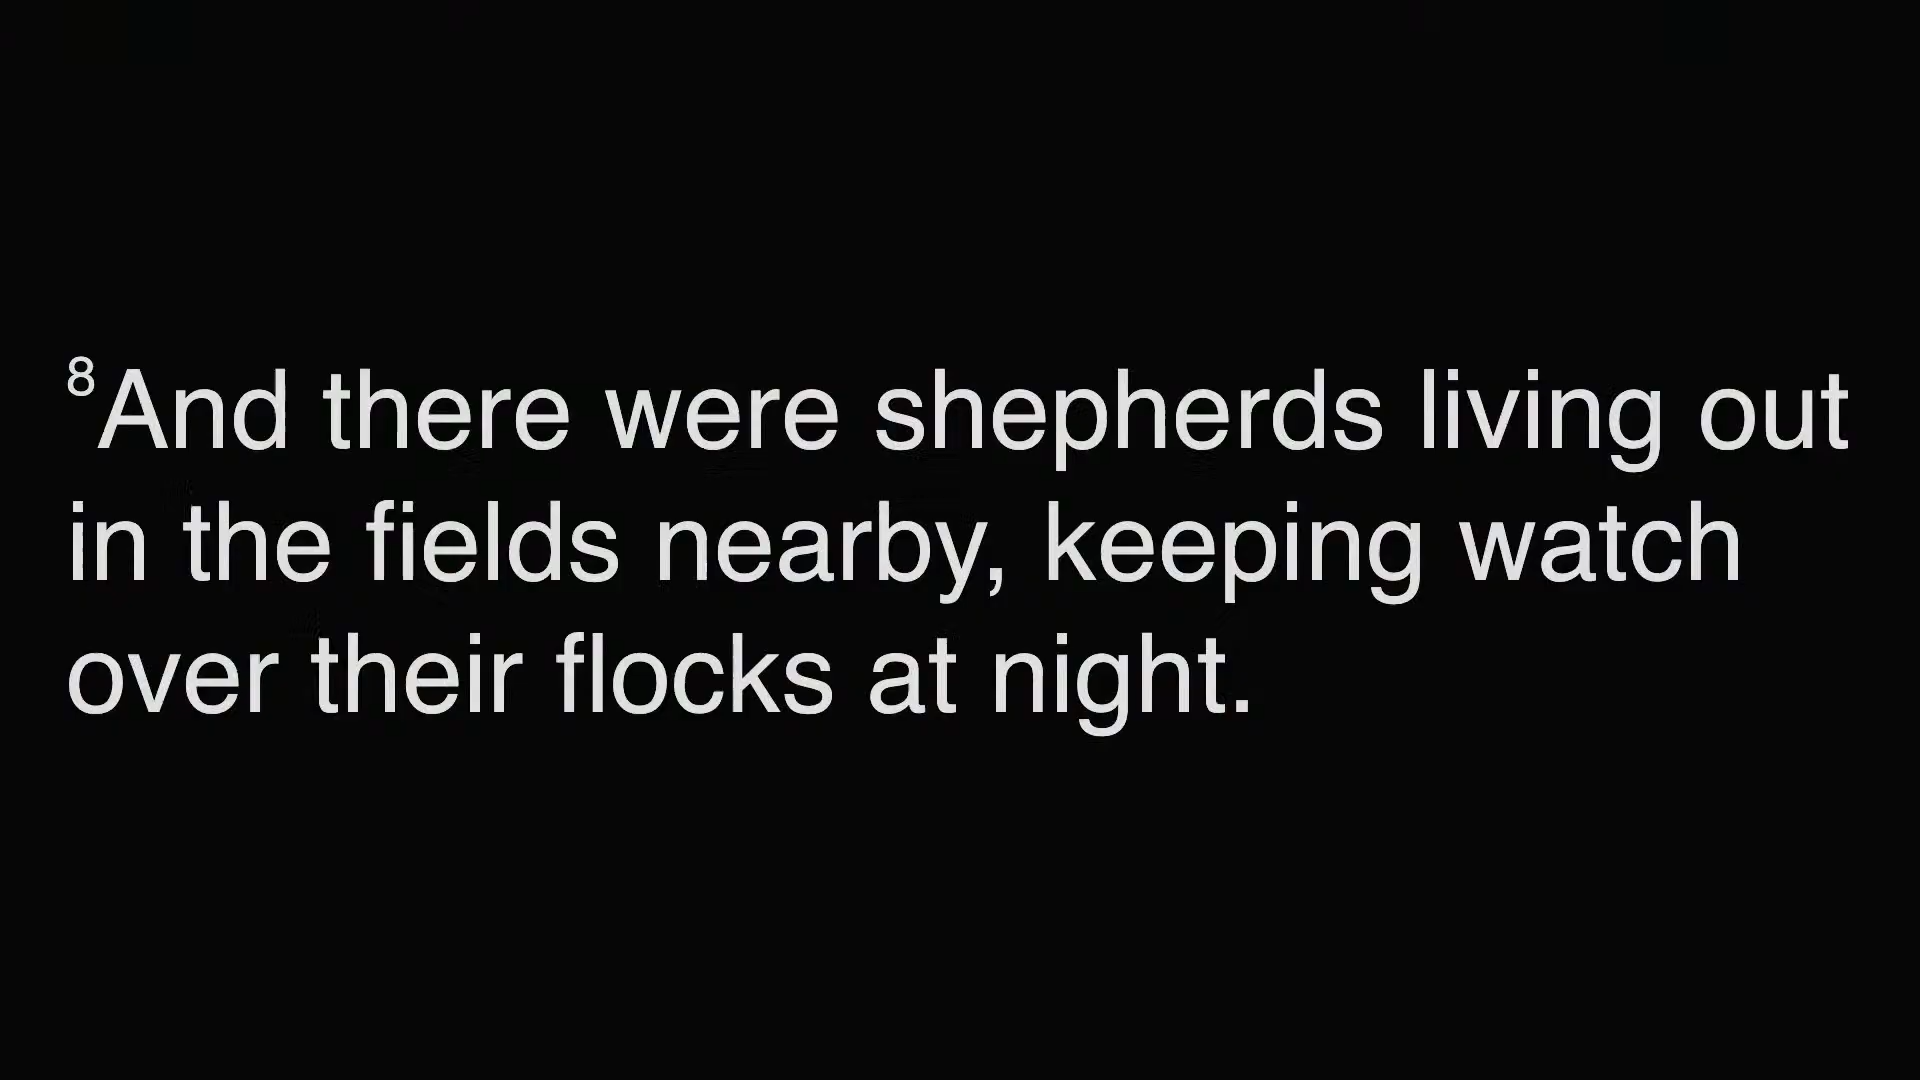 ⁸And there were shepherds living out
in the fields nearby, keeping watch
over their flocks at night.